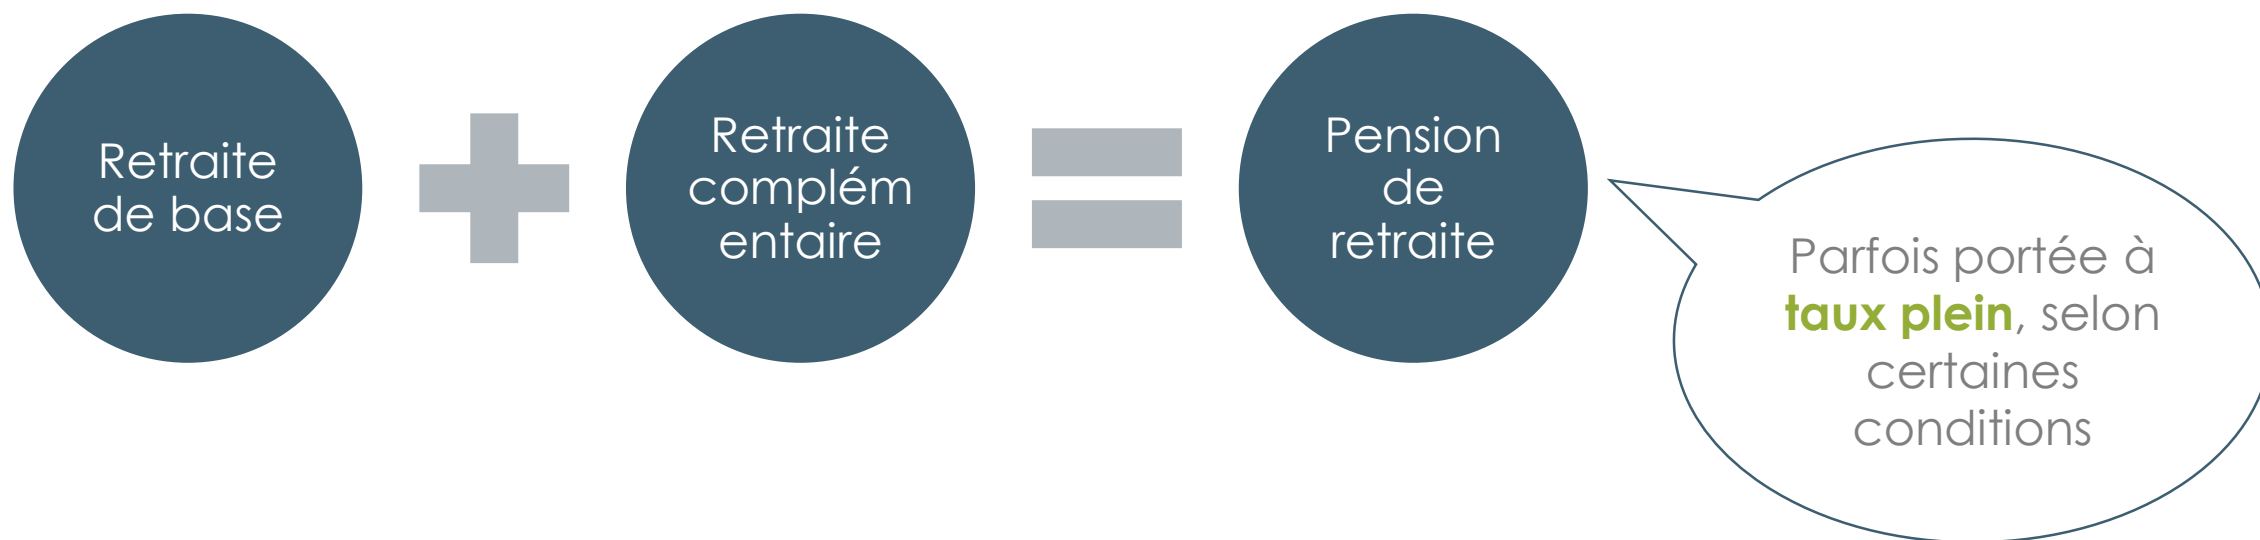 Retraite
de base
Retraite
complém
entaire
Pension
de
retraite
Parfois portée à
taux plein, selon
certaines
conditions